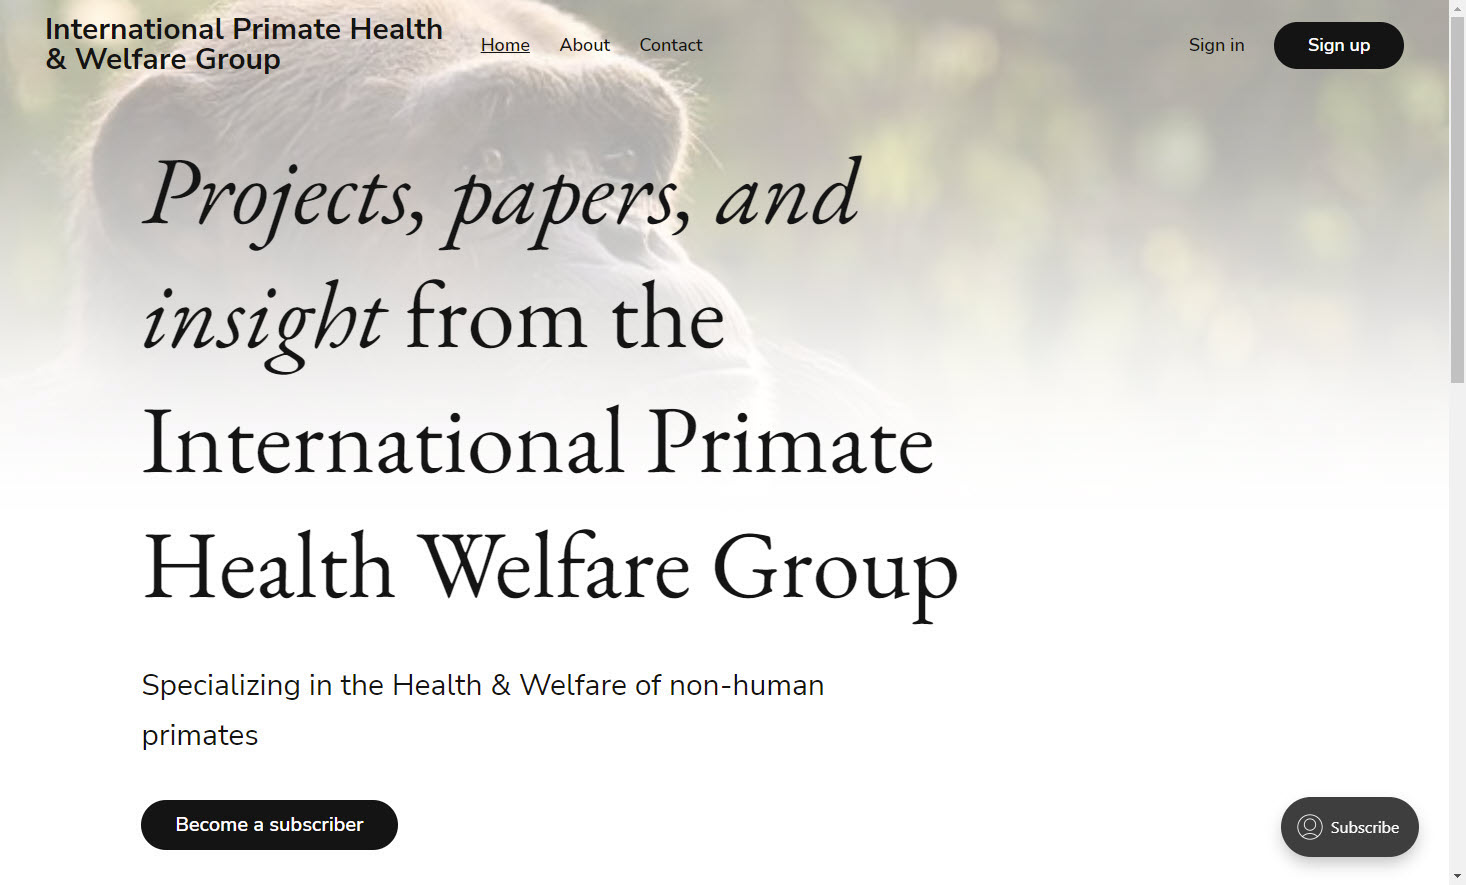 International Primate Health
& Welfare Group
Home About Contact
Sign in Sign up
Projects, papers, and
insight from the
International Primate
Health Welfare Group
Specializing in the Health & Welfare of non-human
primates
Become a subscriber
Subscribe